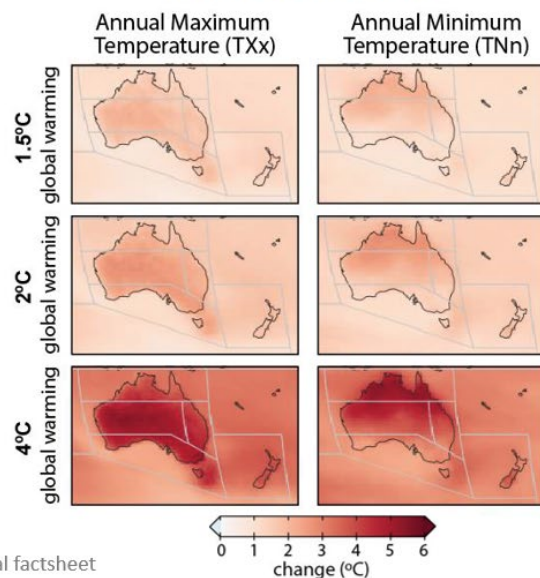 Annual Maximum
Temperature (TXx)
Annual Minimum
Temperature (TNn)
1.5°C
global warming
2°C
global warming
4°C
global warming
0 1 2 3 4 5 6
change (°C)
factsheet